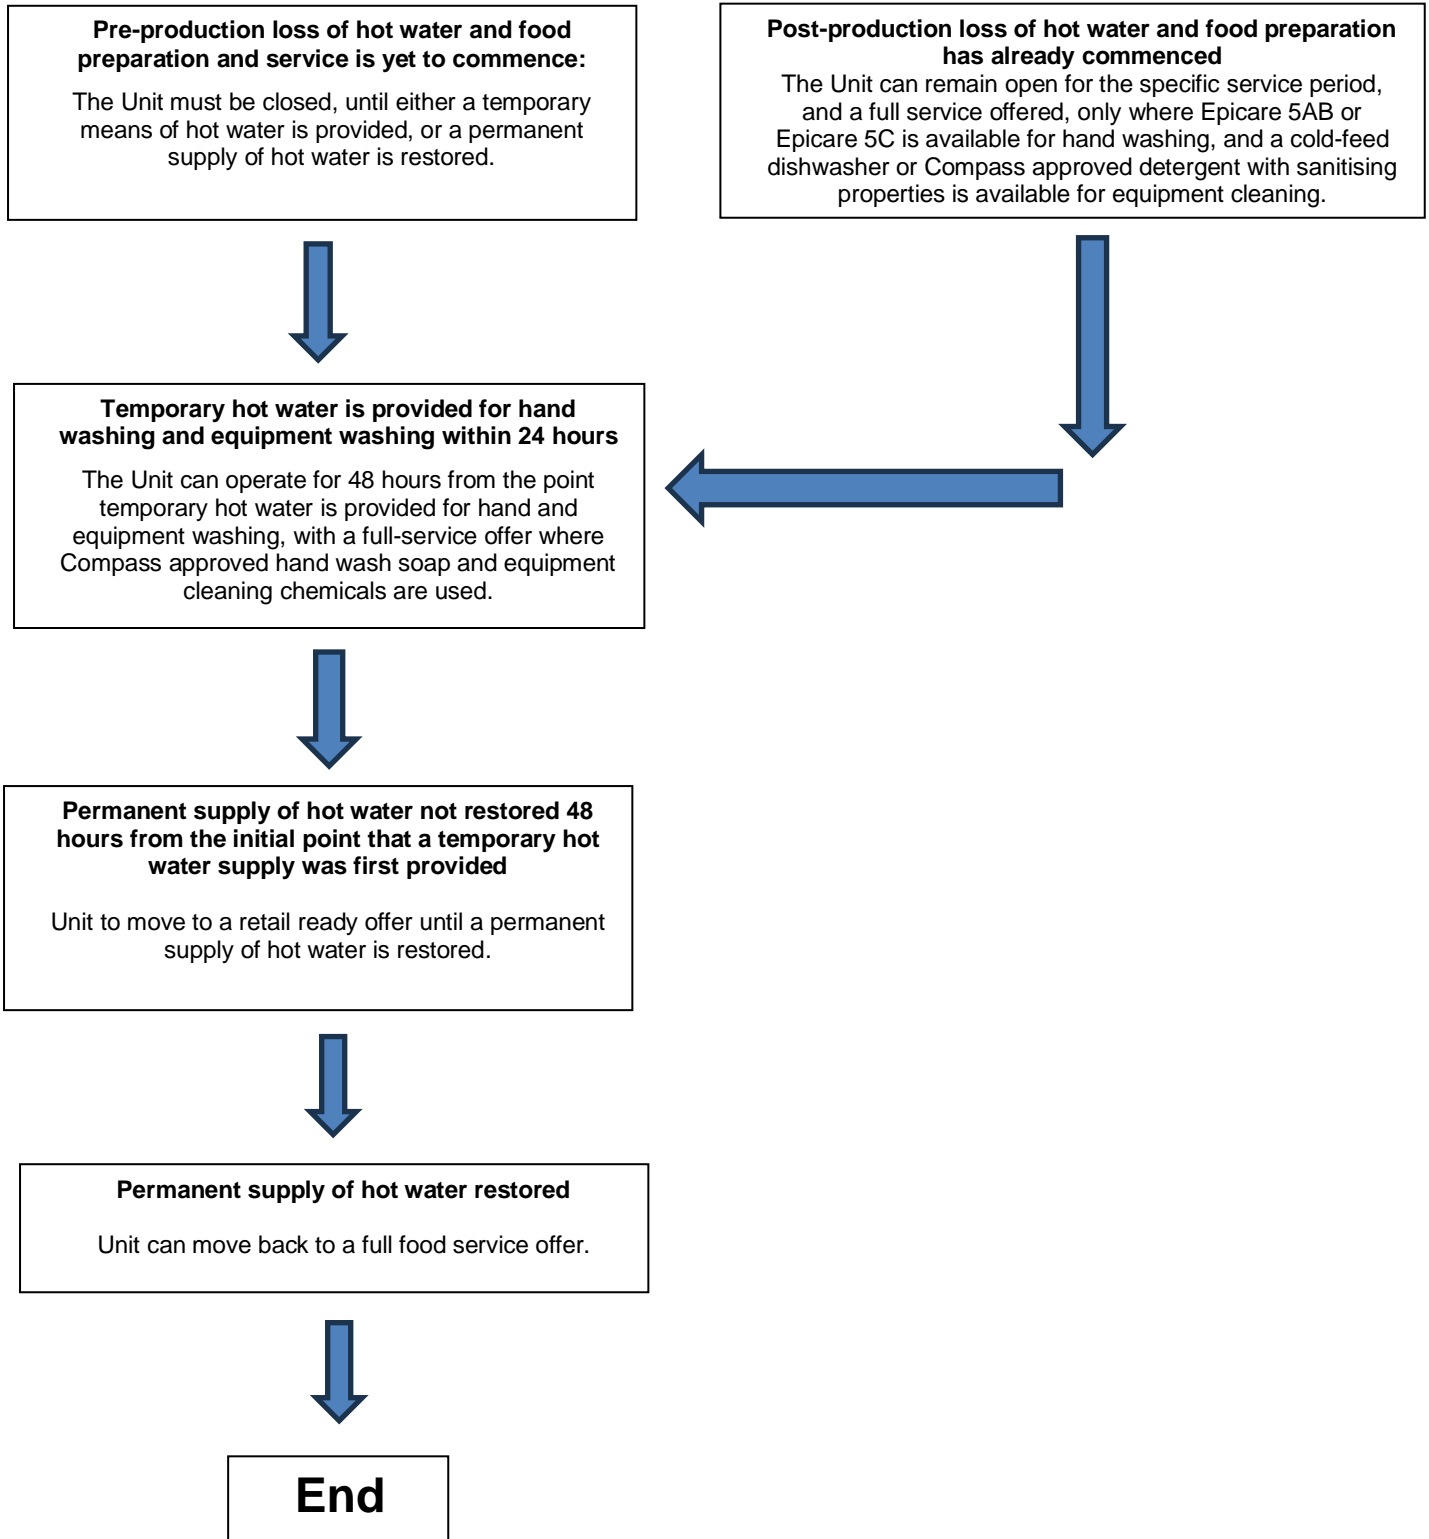 Pre-production loss of hot water and food
preparation and service is yet to commence:
The Unit must be closed, until either a temporary
means of hot water is provided, or a permanent
supply of hot water is restored.
Post-production loss of hot water and food preparation
has already commenced
The Unit can remain open for the specific service period,
and a full service offered, only where Epicare 5AB or
Epicare 5C is available for hand washing, and a cold-feed
dishwasher or Compass approved detergent with sanitising
properties is available for equipment cleaning.
Temporary hot water is provided for hand
washing and equipment washing within 24 hours
The Unit can operate for 48 hours from the point
temporary hot water is provided for hand and
equipment washing, with a full-service offer where
Compass approved hand wash soap and equipment
cleaning chemicals are used.
Permanent supply of hot water not restored 48
hours from the initial point that a temporary hot
water supply was first provided
Unit to move to a retail ready offer until a permanent
supply of hot water is restored.
Permanent supply of hot water restored
Unit can move back to a full food service offer.
End